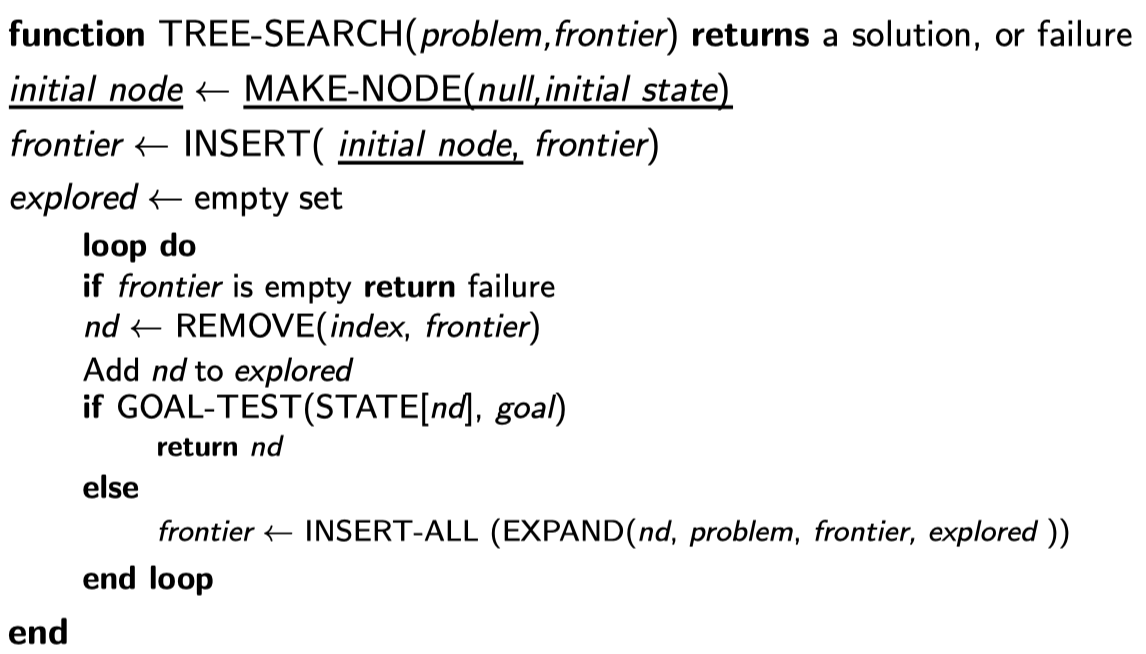 function TREE-SEARCH(problem,frontier) returns a solution, or failure
initial node ← MAKE-NODE(null,initial state)
frontier ← INSERT( initial node, frontier)
explored ← empty set
loop do
if frontier is empty return failure
nd ← REMOVE(index, frontier)
Add nd to explored
if GOAL-TEST(STATE[nd], goal)
return nd
else
frontier ← INSERT-ALL (EXPAND(nd, problem, frontier, explored ))
end loop
end